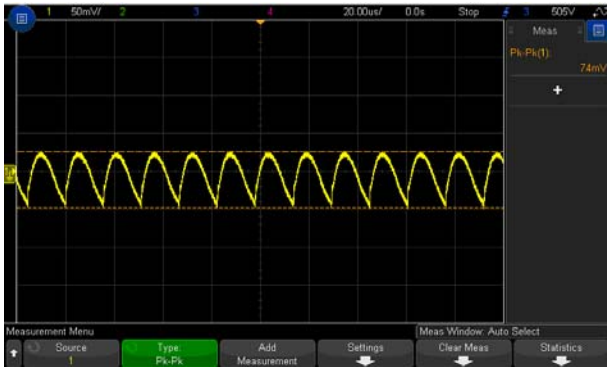 1 50mV/ 2 3 4 20.00us/ 0.0s Stop 3 505V
Meas
Pk-Pk(1):
74mV
+
Measurement Menu
Meas Window: Auto Select
Source
1
Type:
Pk-Pk
Add
Measurement
Settings
Clear Meas
Statistics